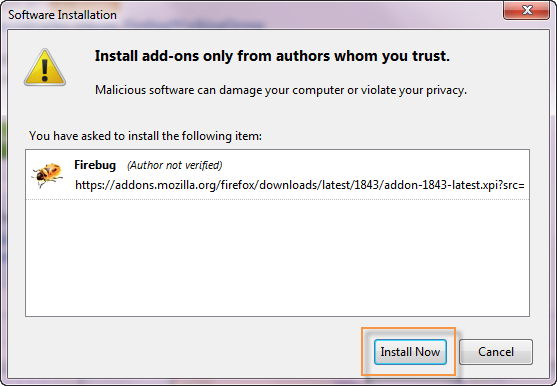 Software Installation
Install add-ons only from authors whom you trust.
Malicious software can damage your computer or violate your privacy.
You have asked to install the following item:
Firebug (Author not verified)
https://addons.mozilla.org/firefox/downloads/latest/1843/addon-1843-latest.xpi?src=
Install Now
Cancel